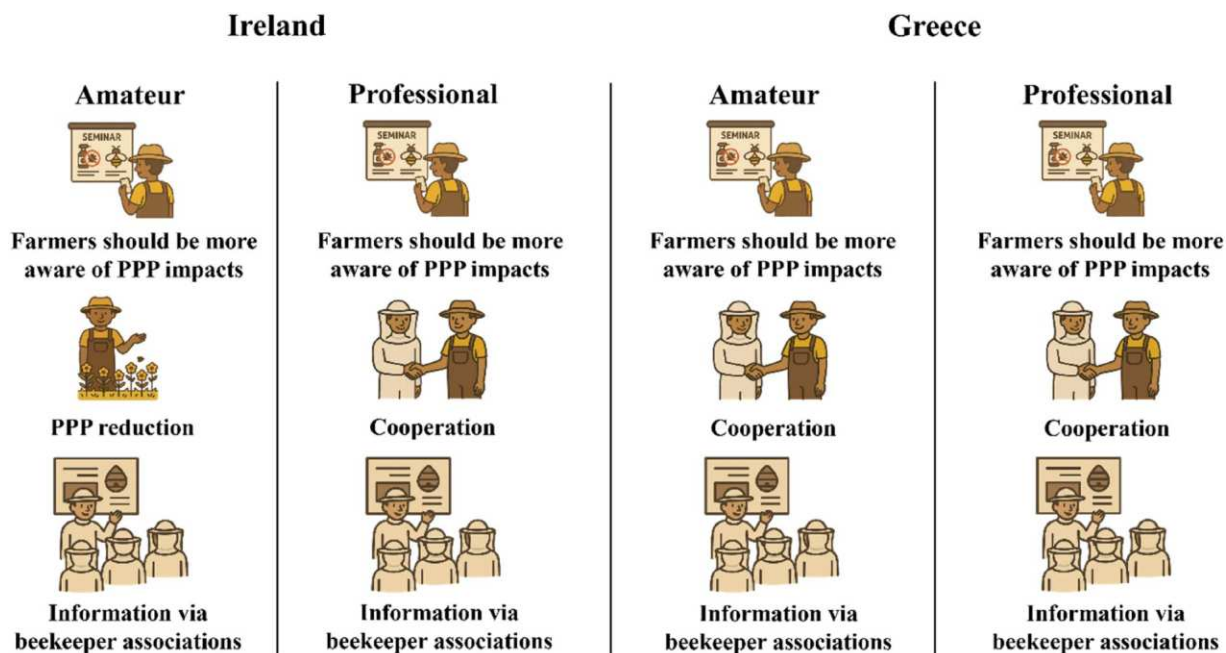 Ireland
Greece
Amateur
Professional
Amateur
Professional
SEMINAR
SEMINAR
SEMINAR
SEMINAR
Farmers should be more
aware of PPP impacts
Farmers should be more
aware of PPP impacts
Farmers should be more
aware of PPP impacts
Farmers should be more
aware of PPP impacts
PPP reduction
Cooperation
Cooperation
Cooperation
Information via
beekeeper associations
Information via
beekeeper associations
Information via
beekeeper associations
Information via
beekeeper associations